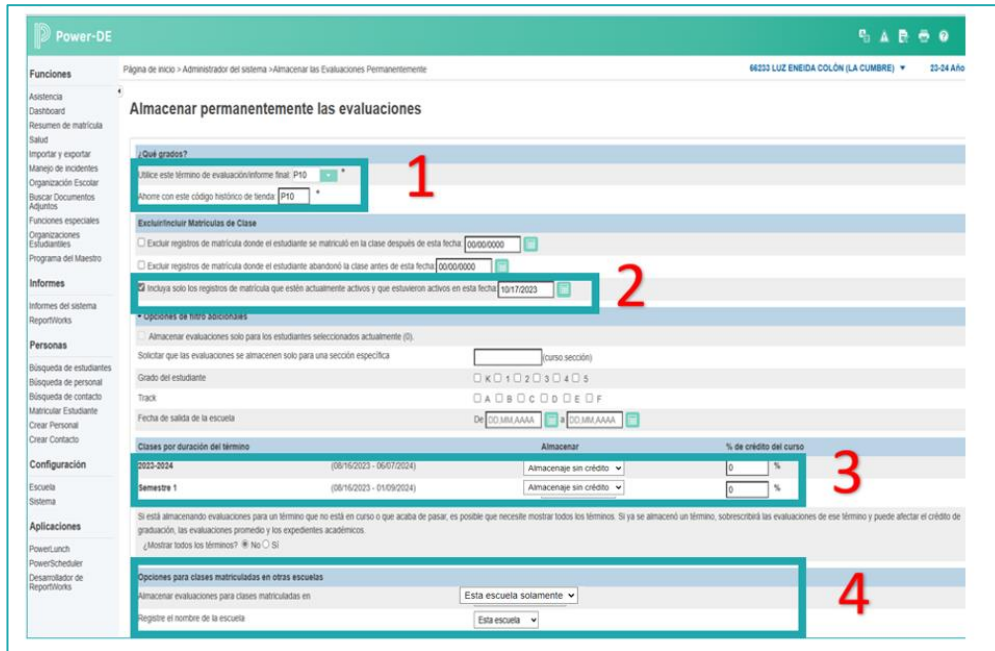 Power-DE
Página de inicio > Administrador del sistema >Almacenar las Evaluaciones Permanentemente
66233 LUZ ENEIDA COLÓN (LA CUMBRE) ▼ 23-24 Año
Funciones
Asistencia
Dashboard
Resumen de matrícula
Salud
Importar y exportar
Manejo de incidentes
Organización Escolar
Buscar Documentos
Adjuntos
Funciones especiales
Organizaciones
Estudiantiles
Programa del Maestro
Informes
Informes del sistema
ReportWorks
Personas
Búsqueda de estudiantes
Búsqueda de personal
Búsqueda de contacto
Matricular Estudiante
Crear Personal
Crear Contacto
Configuración
Escuela
Sistema
Aplicaciones
PowerLunch
PowerScheduler
Desarrollador de
ReportWorks
Almacenar permanentemente las evaluaciones
¿Qué grados?
Utilice este término de evaluación/informe final: P10 *
Ahorre con este código histórico de tienda: P10 *
1
Excluir/Incluir Matrículas de Clase
Excluir registros de matrícula donde el estudiante se matriculó en la clase después de esta fecha: 00/00/0000
Excluir registros de matrícula donde el estudiante abandonó la clase antes de esta fecha: 00/00/0000
Incluya solo los registros de matrícula que estén actualmente activos y que estuvieron activos en esta fecha: 10/17/2023
2
Opciones de filtro adicionales
Almacenar evaluaciones solo para los estudiantes seleccionados actualmente (0).
Solicitar que las evaluaciones se almacenen solo para una sección específica (curso.sección)
Grado del estudiante K 1 2 3 4 5
Track A B C D E F
Fecha de salida de la escuela De DD,MM,AAAA a DD,MM,AAAA
Clases por duración del término Almacenar % de crédito del curso
2023-2024 (08/16/2023 - 06/07/2024) Almacenaje sin crédito 0 %
Semestre 1 (08/16/2023 - 01/09/2024) Almacenaje sin crédito 0 %
3
Si está almacenando evaluaciones para un término que no está en curso o que acaba de pasar, es posible que necesite mostrar todos los términos. Si ya se almacenó un término, sobrescribirá las evaluaciones de ese término y puede afectar el crédito de
graduación, las evaluaciones promedio y los expedientes académicos.
¿Mostrar todos los términos? No Sí
Opciones para clases matriculadas en otras escuelas
Almacenar evaluaciones para clases matriculadas en Esta escuela solamente
Registre el nombre de la escuela Esta escuela
4